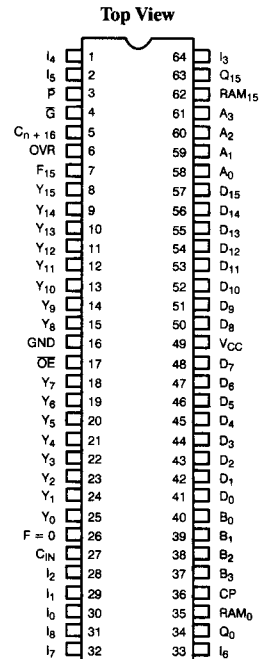 Top View
I4 1 64 I3
I5 2 63 Q15
P̅ 3 62 RAM15
G̅ 4 61 A3
Cn + 16 5 60 A2
OVR 6 59 A1
F15 7 58 A0
Y15 8 57 D15
Y14 9 56 D14
Y13 10 55 D13
Y12 11 54 D12
Y11 12 53 D11
Y10 13 52 D10
Y9 14 51 D9
Y8 15 50 D8
GND 16 49 VCC
O̅E̅ 17 48 D7
Y7 18 47 D6
Y6 19 46 D5
Y5 20 45 D4
Y4 21 44 D3
Y3 22 43 D2
Y2 23 42 D1
Y1 24 41 D0
Y0 25 40 B0
F = 0 26 39 B1
CIN 27 38 B2
I2 28 37 B3
I1 29 36 CP
I0 30 35 RAM0
I8 31 34 Q0
I7 32 33 I6